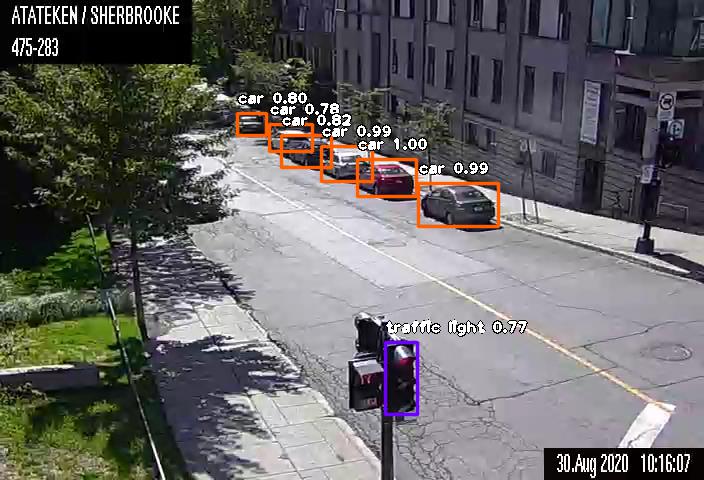 ATATEKEN / SHERBROOKE
475-283
car 0.80
car 0.78
car 0.82
car 0.99
car 1.00
car 0.99
traffic light 0.77
30.Aug 2020 10:16:07